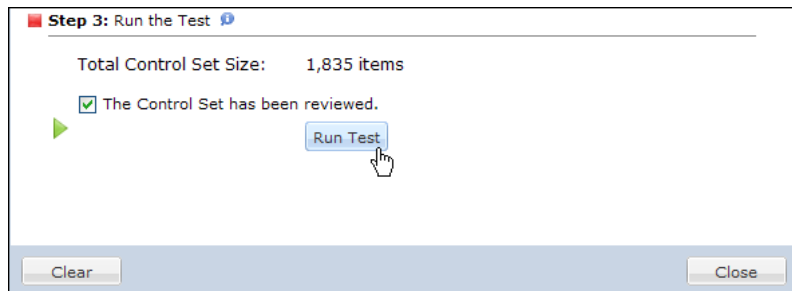 Step 3: Run the Test
Total Control Set Size: 1,835 items
The Control Set has been reviewed.
Run Test
Clear Close